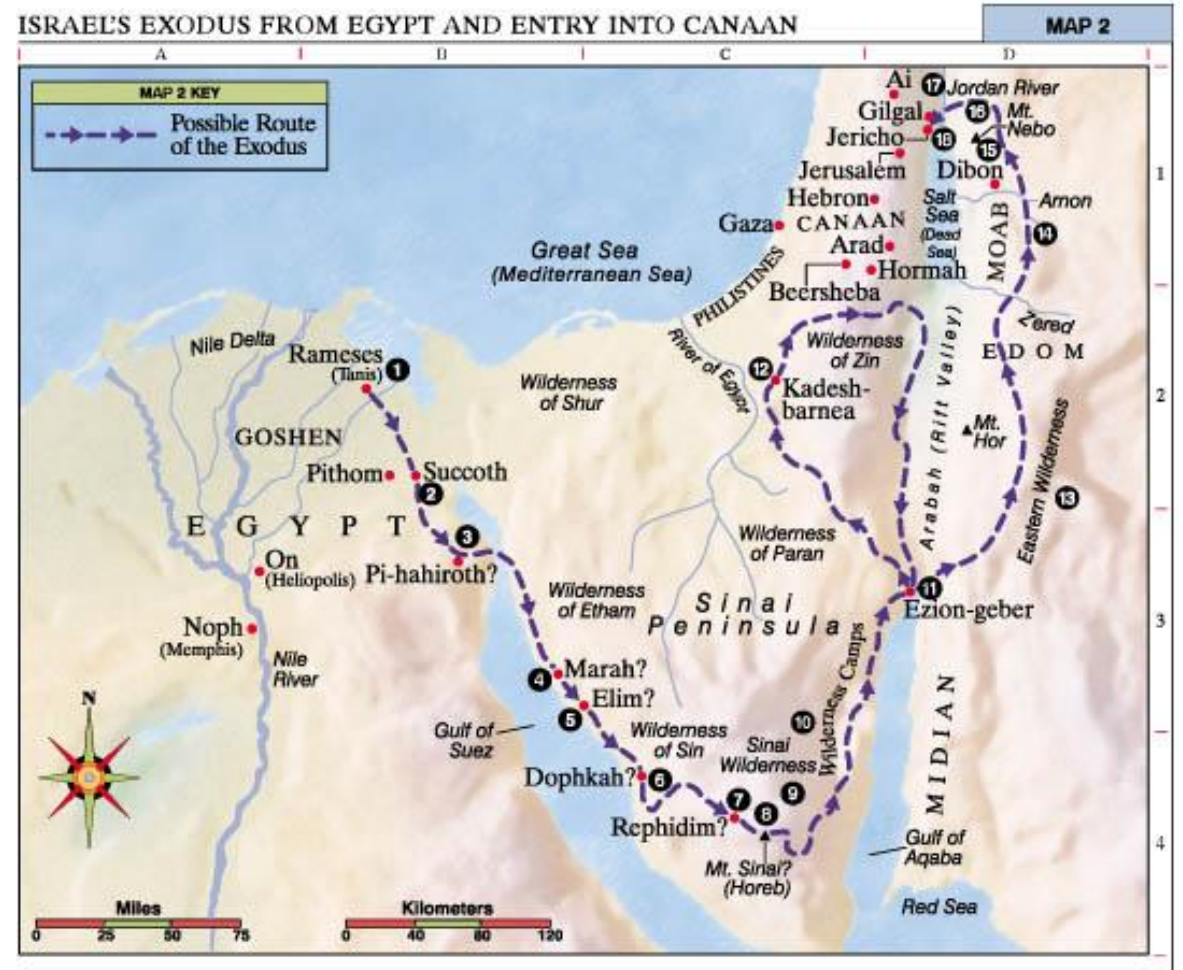 ISRAEL'S EXODUS FROM EGYPT AND ENTRY INTO CANAAN
MAP 2
A
B
C
D
MAP 2 KEY
Possible Route
of the Exodus
Ai
17
Jordan River
Gilgal
16
Mt.
Nebo
Jericho
18
15
Jerusalem
Dibon
1
Hebron
Salt
Sea
(Dead
Sea)
Arnon
Gaza
CANAAN
MOAB
14
Great Sea
(Mediterranean Sea)
Arad
Hormah
Beersheba
PHILISTINES
Zered
EDOM
Nile Delta
Rameses
(Tanis)
1
River of Egypt
Wilderness
of Zin
12
Kadesh-
barnea
Wilderness
of Shur
2
Arabah (Rift Valley)
Mt.
Hor
Eastern Wilderness
13
GOSHEN
Pithom
Succoth
2
EGYPT
3
Pi-hahiroth?
On
(Heliopolis)
Wilderness
of Paran
Wilderness
of Etham
Sinai
Peninsula
11
Ezion-geber
3
Noph
(Memphis)
Nile
River
N
4
Marah?
Elim?
5
Gulf of
Suez
Wilderness
of Sin
10
Sinai
Wilderness
Wilderness Camps
MIDIAN
Dophkah?
6
7
8
9
Rephidim?
Mt. Sinai?
(Horeb)
Gulf of
Aqaba
4
Red Sea
Miles
0 25 50 75
Kilometers
0 40 80 120